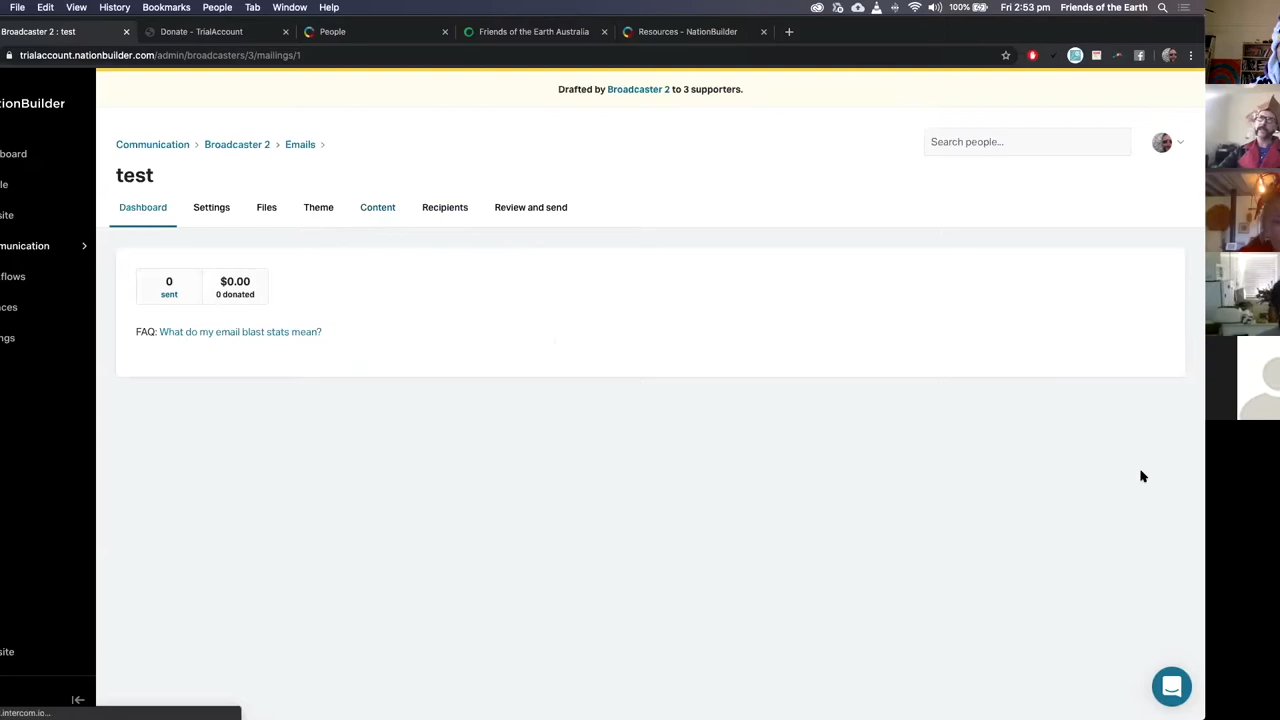 File Edit View History Bookmarks People Tab Window Help
100% Fri 2:53 pm Friends of the Earth
Broadcaster 2 : test
Donate - TrialAccount
People
Friends of the Earth Australia
Resources - NationBuilder
trialaccount.nationbuilder.com/admin/broadcasters/3/mailings/1
Drafted by Broadcaster 2 to 3 supporters.
ationBuilder
board
le
site
munication
flows
ces
ngs
site
Communication > Broadcaster 2 > Emails >
Search people...
test
Dashboard Settings Files Theme Content Recipients Review and send
0
sent
$0.00
0 donated
FAQ: What do my email blast stats mean?
.intercom.io...